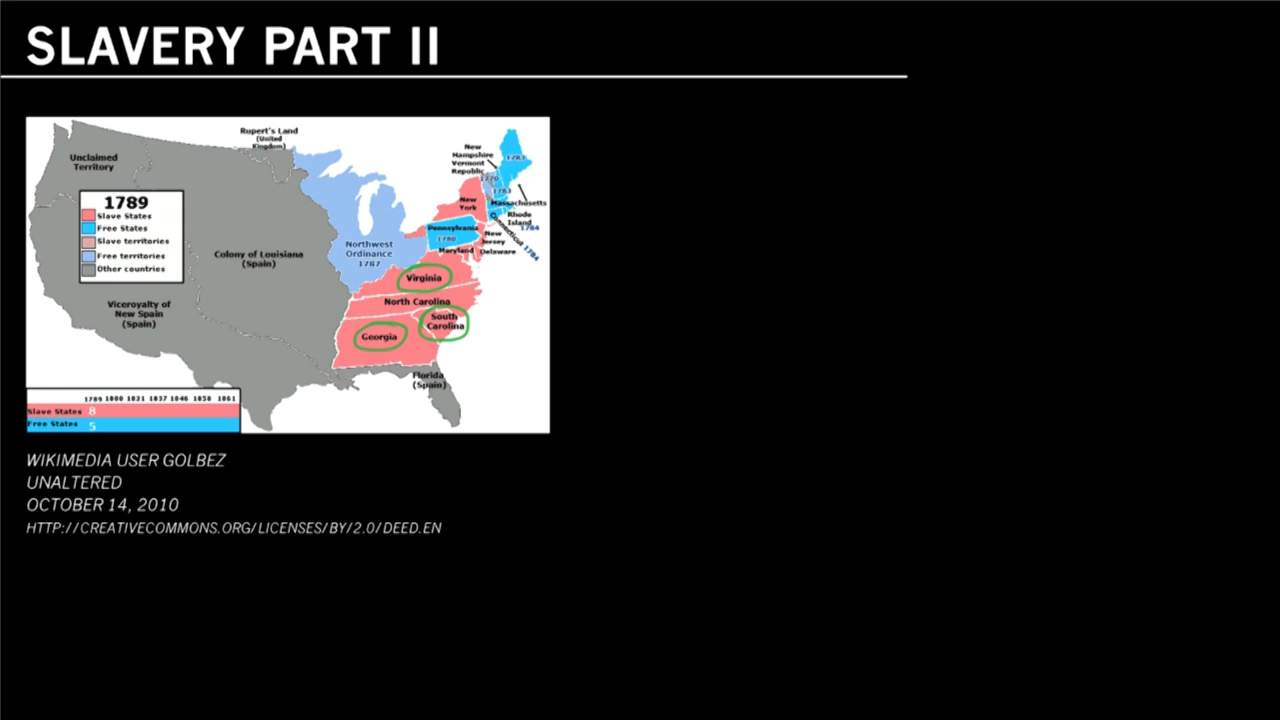 SLAVERY PART II
Rupert's Land
(United
Kingdom)
Unclaimed
Territory
New
Hampshire
Vermont
Republic
1783
1770
1783
Massachusetts
1789
Slave States
Free States
Slave territories
Free territories
Other countries
New
York
Rhode
Island
1784
Connecticut 1784
Pennsylvania
1780
New
Jersey
Maryland
Delaware
Northwest
Ordinance
1787
Colony of Louisiana
(Spain)
Virginia
North Carolina
Viceroyalty of
New Spain
(Spain)
South
Carolina
Georgia
Florida
(Spain)
1789 1800 1821 1837 1846 1858 1861
Slave States 8
Free States 5
WIKIMEDIA USER GOLBEZ
UNALTERED
OCTOBER 14, 2010
HTTP://CREATIVECOMMONS.ORG/LICENSES/BY/2.0/DEED.EN